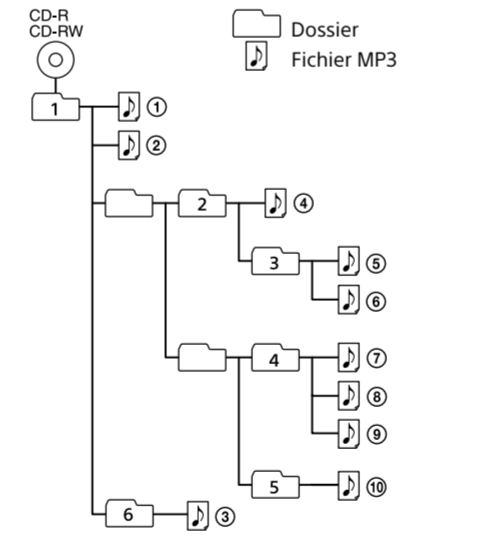 CD-R
CD-RW
Dossier
Fichier MP3
1 ①
②
2 ④
3 ⑤
⑥
4 ⑦
⑧
⑨
5 ⑩
6 ③